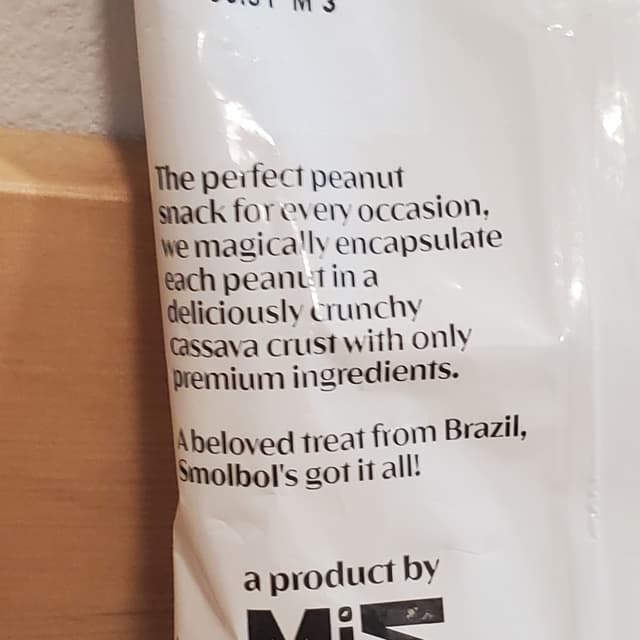 The perfect peanut
snack for every occasion,
we magically encapsulate
each peanut in a
deliciously crunchy
cassava crust with only
premium ingredients.
A beloved treat from Brazil,
Smolbol's got it all!
a product by